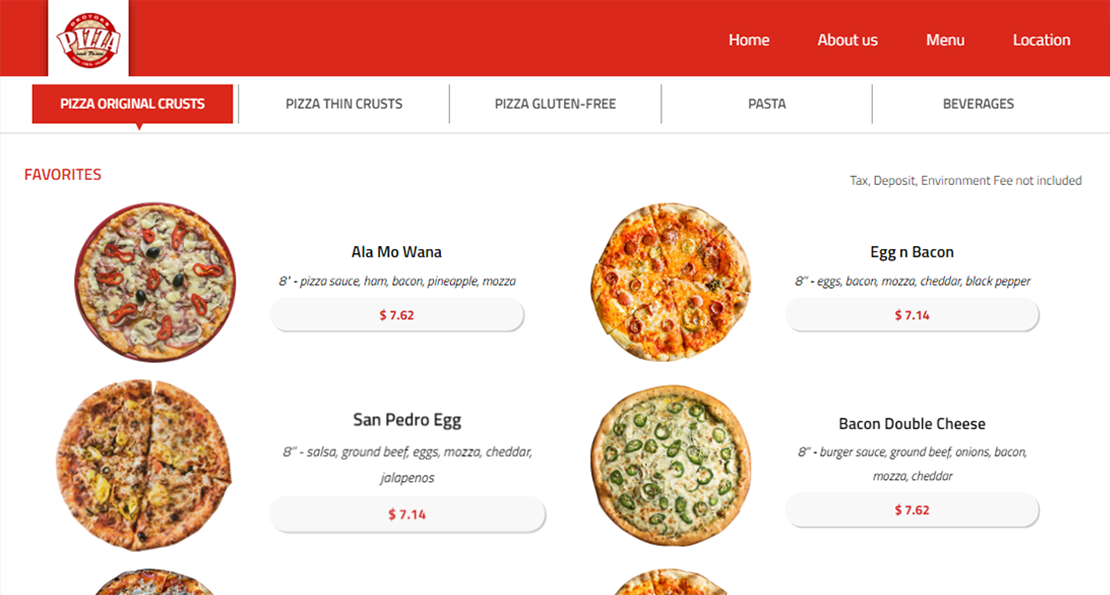 OKOTOKS
PIZZA
Home
About us
Menu
Location
PIZZA ORIGINAL CRUSTS
PIZZA THIN CRUSTS
PIZZA GLUTEN-FREE
PASTA
BEVERAGES
FAVORITES
Tax, Deposit, Environment Fee not included
Ala Mo Wana
8' - pizza sauce, ham, bacon, pineapple, mozza
$ 7.62
Egg n Bacon
8" - eggs, bacon, mozza, cheddar, black pepper
$ 7.14
San Pedro Egg
8" - salsa, ground beef, eggs, mozza, cheddar,
jalapenos
$ 7.14
Bacon Double Cheese
8" - burger sauce, ground beef, onions, bacon,
mozza, cheddar
$ 7.62